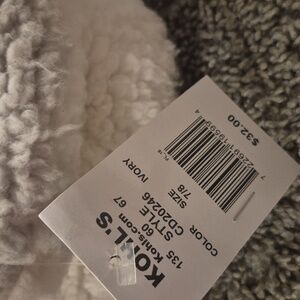 KOHL'S
Kohls.com
135 60 67
STYLE
CD20246
COLOR
IVORY
SIZE
7/8
$32.00